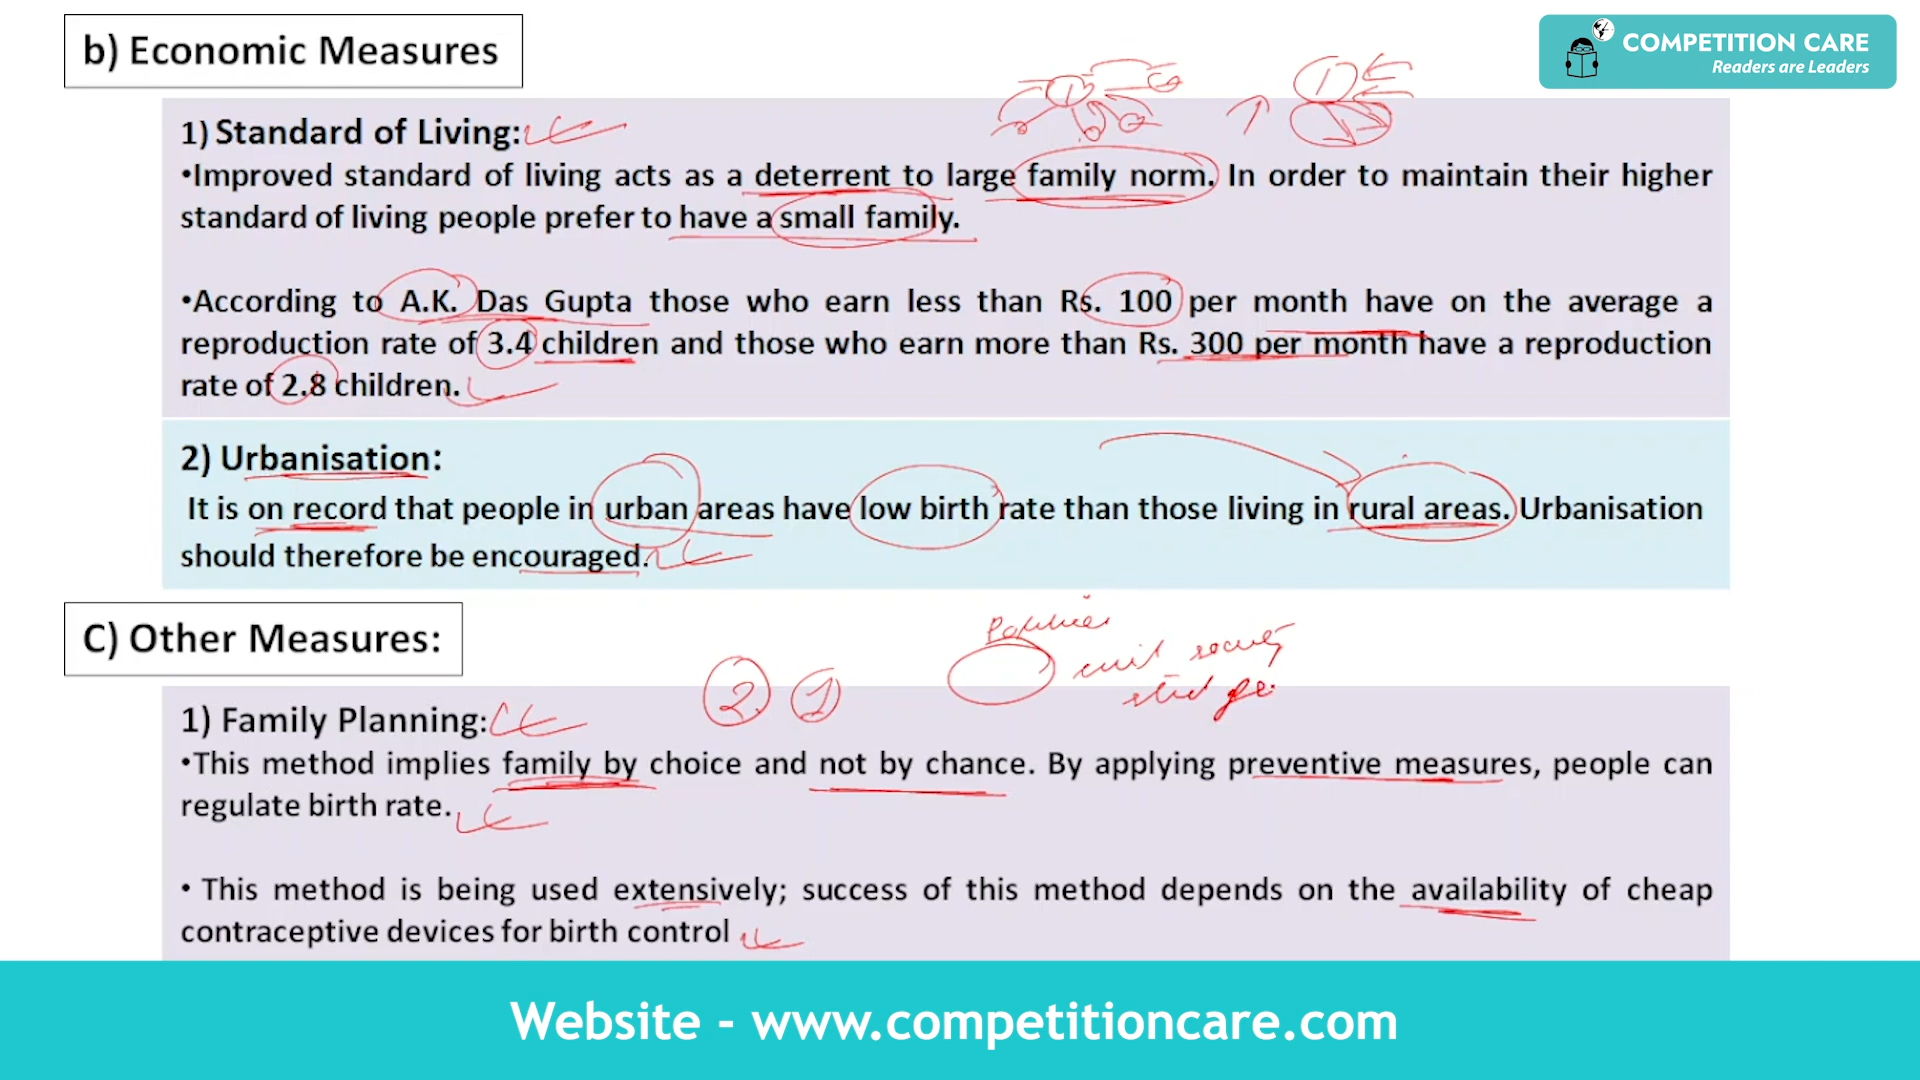 b) Economic Measures
COMPETITION CARE
Readers are Leaders
1) Standard of Living:
•Improved standard of living acts as a deterrent to large family norm. In order to maintain their higher
standard of living people prefer to have a small family.
•According to A.K. Das Gupta those who earn less than Rs. 100 per month have on the average a
reproduction rate of 3.4 children and those who earn more than Rs. 300 per month have a reproduction
rate of 2.8 children.
2) Urbanisation:
It is on record that people in urban areas have low birth rate than those living in rural areas. Urbanisation
should therefore be encouraged.
C) Other Measures:
2 1
1) Family Planning:
•This method implies family by choice and not by chance. By applying preventive measures, people can
regulate birth rate.
• This method is being used extensively; success of this method depends on the availability of cheap
contraceptive devices for birth control
Website - www.competitioncare.com